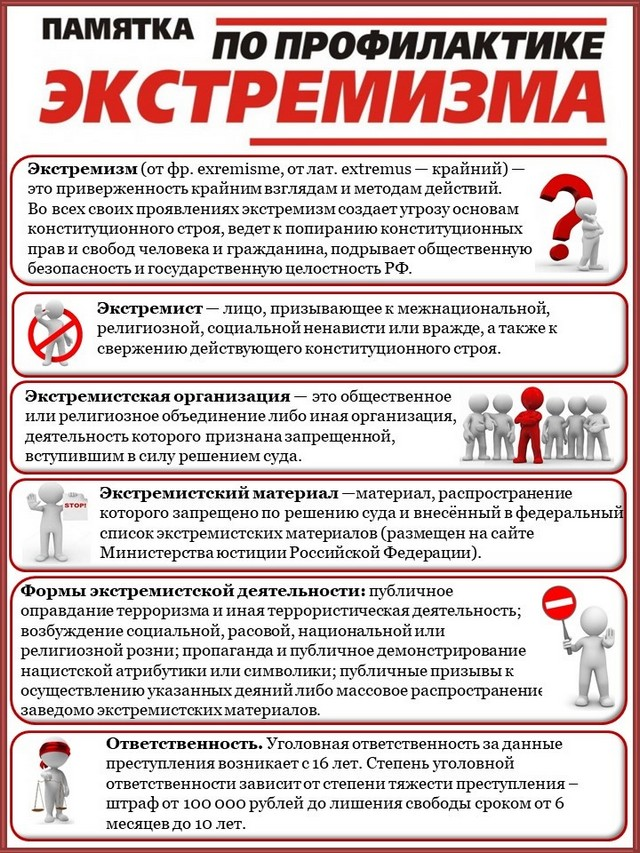 ПАМЯТКА
ПО ПРОФИЛАКТИКЕ
ЭКСТРЕМИЗМА
Экстремизм (от фр. exremisme, от лат. extremus — крайний) —
это приверженность крайним взглядам и методам действий.
Во всех своих проявлениях экстремизм создает угрозу основам
конституционного строя, ведет к попиранию конституционных
прав и свобод человека и гражданина, подрывает общественную
безопасность и государственную целостность РФ.
Экстремист — лицо, призывающее к межнациональной,
религиозной, социальной ненависти или вражде, а также к
свержению действующего конституционного строя.
Экстремистская организация — это общественное
или религиозное объединение либо иная организация,
деятельность которого признана запрещенной,
вступившим в силу решением суда.
STOP!
Экстремистский материал —материал, распространение
которого запрещено по решению суда и внесённый в федеральный
список экстремистских материалов (размещен на сайте
Министерства юстиции Российской Федерации).
Формы экстремистской деятельности: публичное
оправдание терроризма и иная террористическая деятельность;
возбуждение социальной, расовой, национальной или
религиозной розни; пропаганда и публичное демонстрирование
нацистской атрибутики или символики; публичные призывы к
осуществлению указанных деяний либо массовое распространение
заведомо экстремистских материалов.
Ответственность. Уголовная ответственность за данные
преступления возникает с 16 лет. Степень уголовной
ответственности зависит от степени тяжести преступления –
штраф от 100 000 рублей до лишения свободы сроком от 6
месяцев до 10 лет.